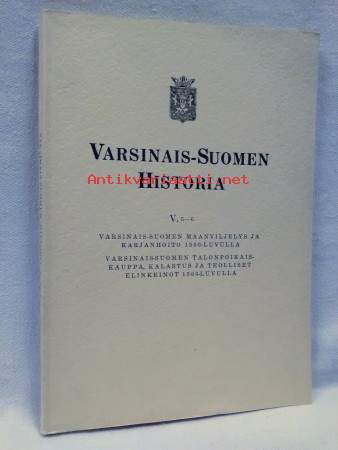 VARSINAIS-SUOMEN
HISTORIA
Antikvariaatti.net
V, 5–6
VARSINAIS-SUOMEN MAANVILJELYS JA
KARJANHOITO 1500-LUVULLA
VARSINAIS-SUOMEN TALONPOIKAIS-
KAUPPA, KALASTUS JA TEOLLISET
ELINKEINOT 1500-LUVULLA